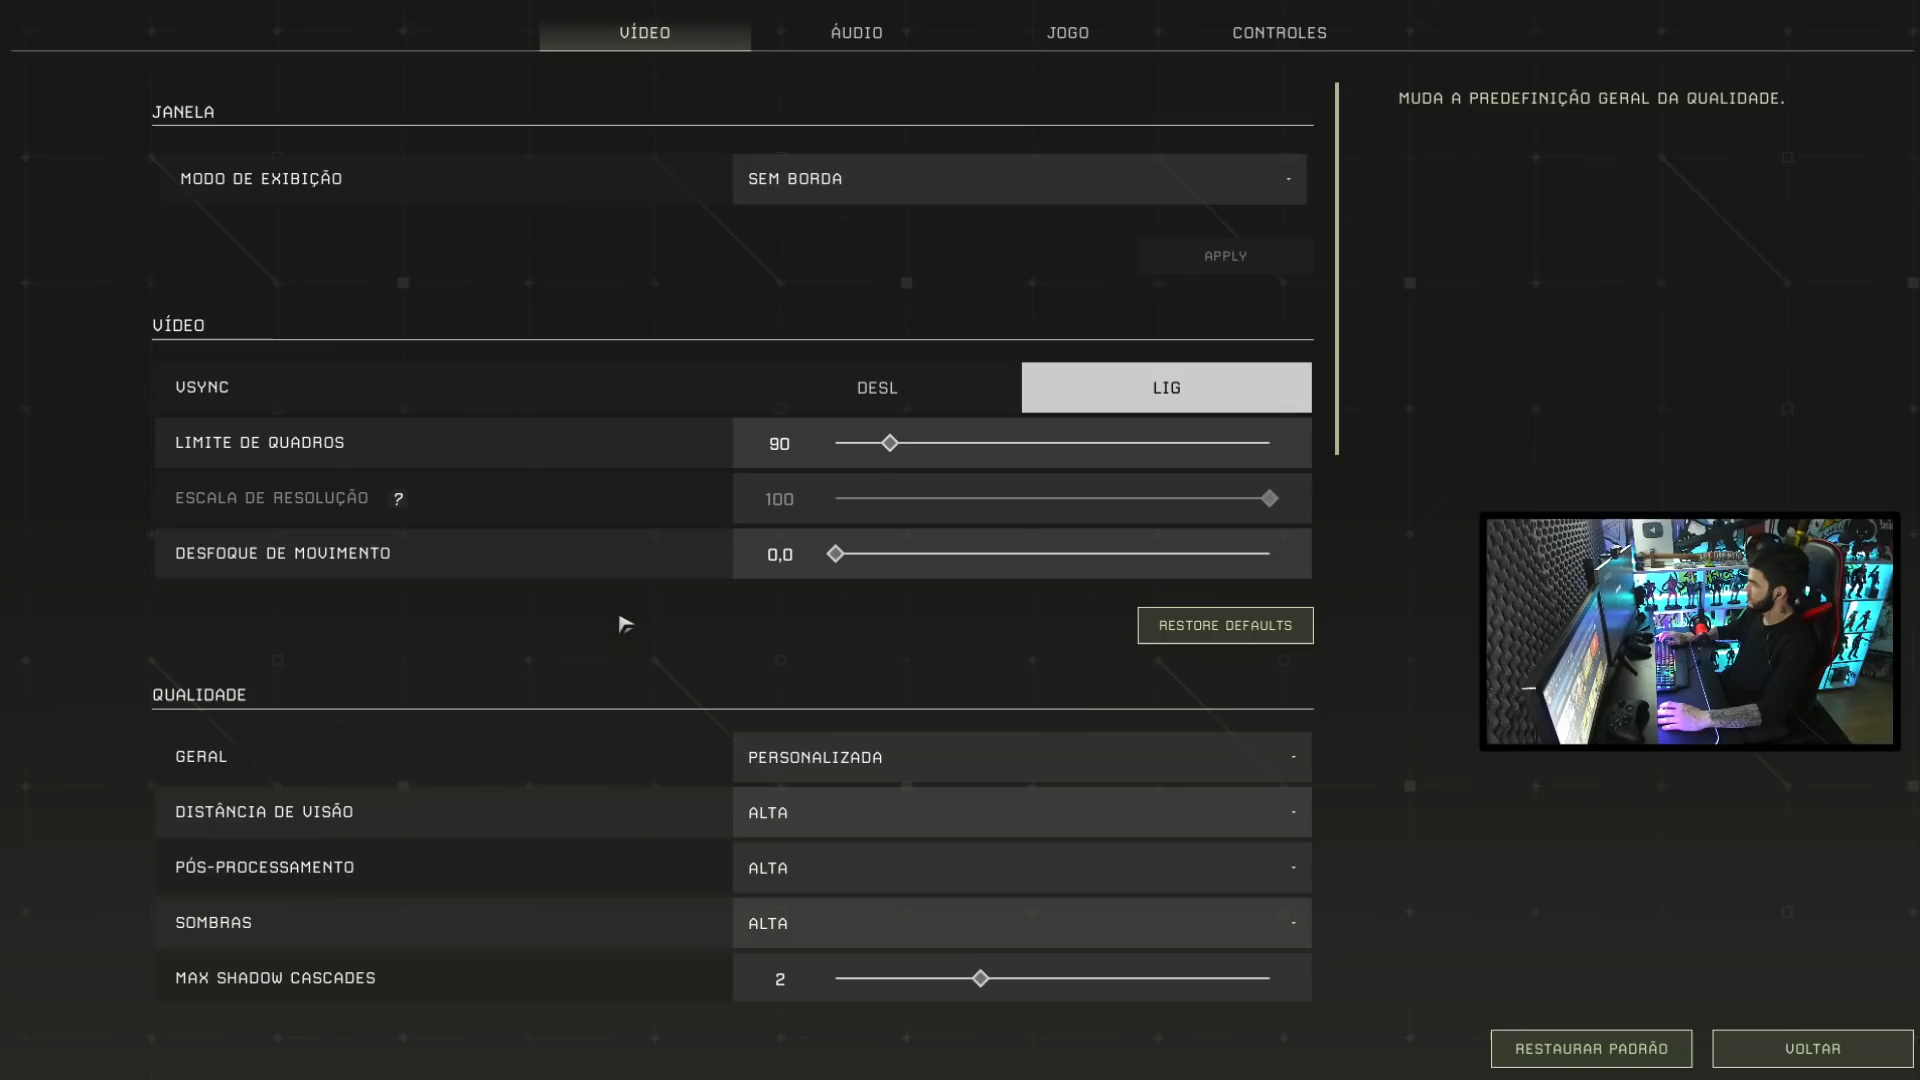 VÍDEO
ÁUDIO
JOGO
CONTROLES
JANELA
MUDA A PREDEFINIÇÃO GERAL DA QUALIDADE.
MODO DE EXIBIÇÃO
SEM BORDA
APPLY
VÍDEO
VSYNC
DESL
LIG
LIMITE DE QUADROS
90
ESCALA DE RESOLUÇÃO ?
100
DESFOQUE DE MOVIMENTO
0,0
RESTORE DEFAULTS
QUALIDADE
GERAL
PERSONALIZADA
DISTÂNCIA DE VISÃO
ALTA
PÓS-PROCESSAMENTO
ALTA
SOMBRAS
ALTA
MAX SHADOW CASCADES
2
RESTAURAR PADRÃO
VOLTAR